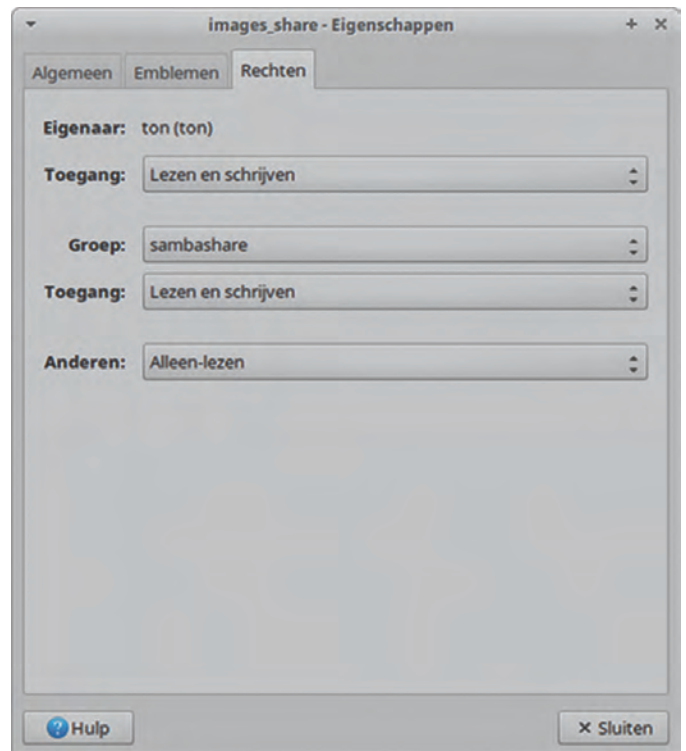 images_share - Eigenschappen
Algemeen Emblemen Rechten
Eigenaar: ton (ton)
Toegang: Lezen en schrijven
Groep: sambashare
Toegang: Lezen en schrijven
Anderen: Alleen-lezen
Hulp
Sluiten